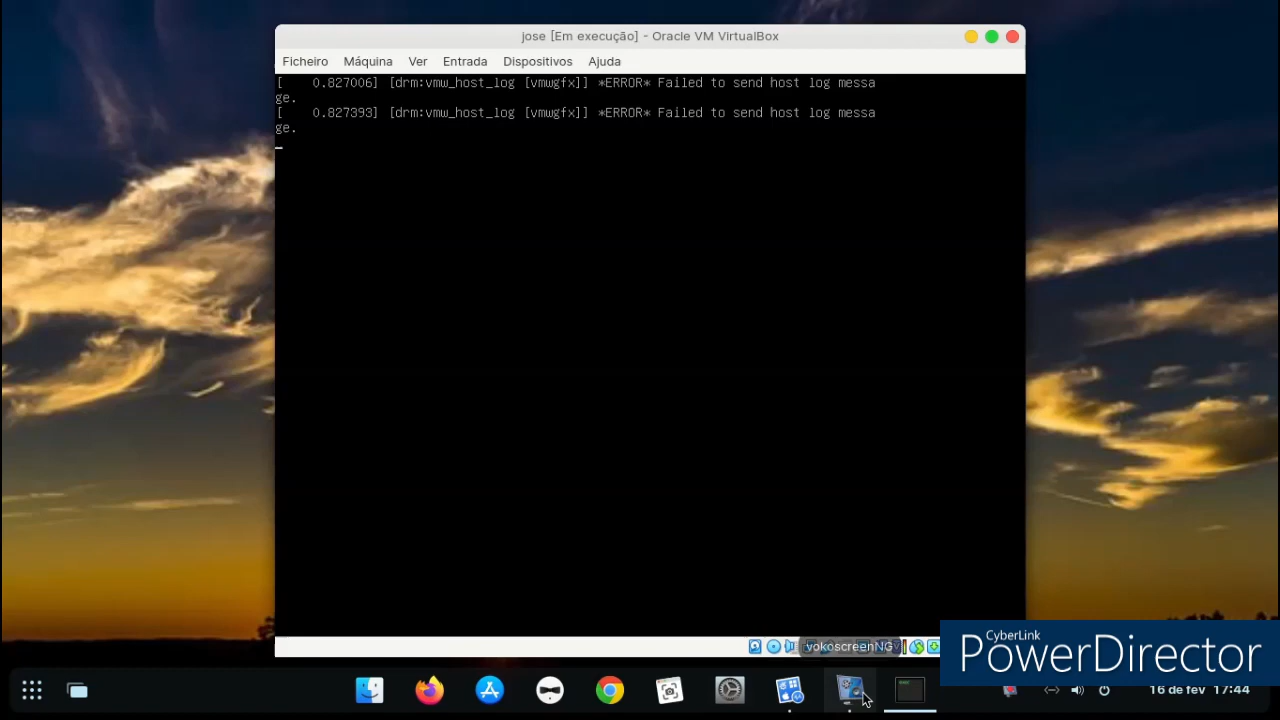 jose [Em execução] - Oracle VM VirtualBox
Ficheiro Máquina Ver Entrada Dispositivos Ajuda
[    0.827006] [drm:vmw_host_log [vmwgfx]] *ERROR* Failed to send host log messa
ge.
[    0.827393] [drm:vmw_host_log [vmwgfx]] *ERROR* Failed to send host log messa
ge.
vokoscreenNG
CyberLink
PowerDirector
16 de fev 17:44